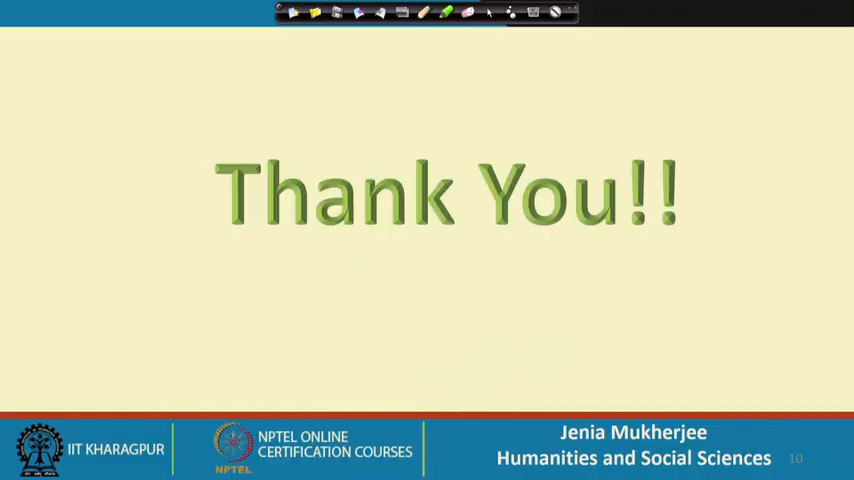 Thank You!!
IIT KHARAGPUR
NPTEL
NPTEL ONLINE
CERTIFICATION COURSES
Jenia Mukherjee
Humanities and Social Sciences
10